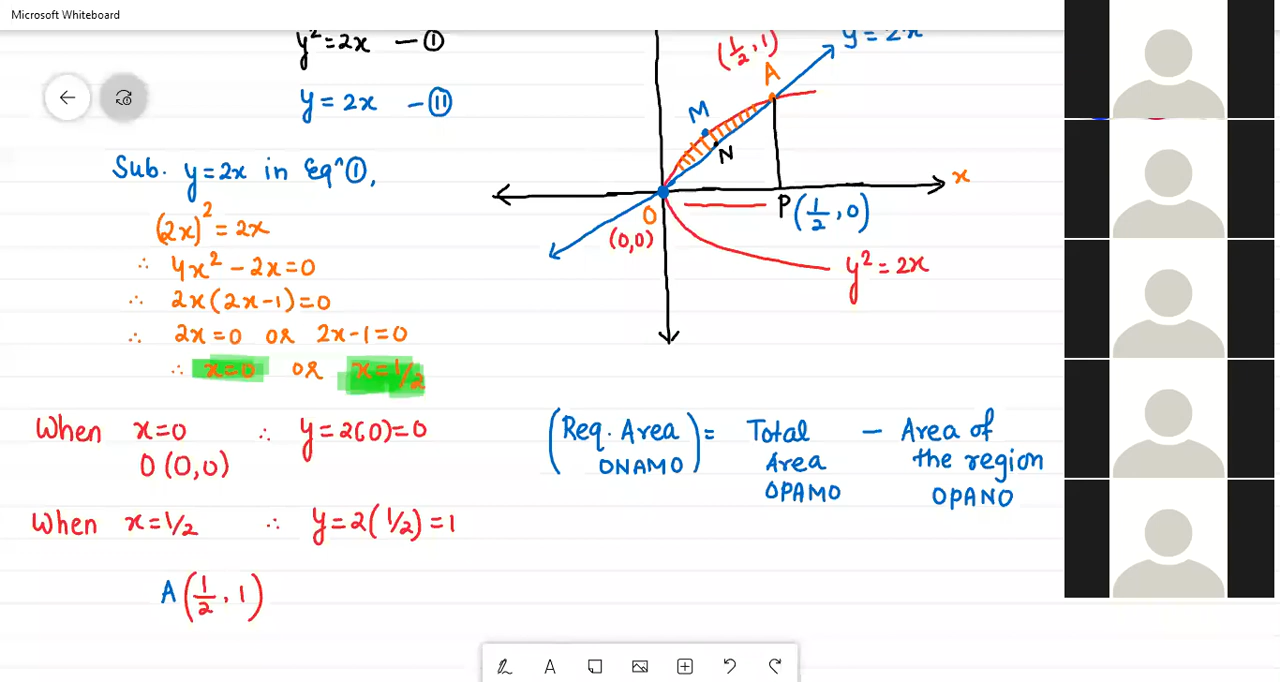 Microsoft Whiteboard
y² = 2x — ①
y = 2x — ⑪
Sub. y = 2x in Eqⁿ ①,
(2x)² = 2x
∴ 4x² - 2x = 0
∴ 2x(2x-1) = 0
∴ 2x = 0 OR 2x-1 = 0
∴ x=0 OR x=1/2
When x=0 ∴ y = 2(0) = 0
O(0,0)
When x = 1/2 ∴ y = 2(1/2) = 1
A(1/2, 1)
(1/2, 1)
y = 2x
A
M
N
x
O
P(1/2, 0)
(0,0)
y² = 2x
(Req. Area ONAMO) = Total Area OPAMO — Area of the region OPANO
A